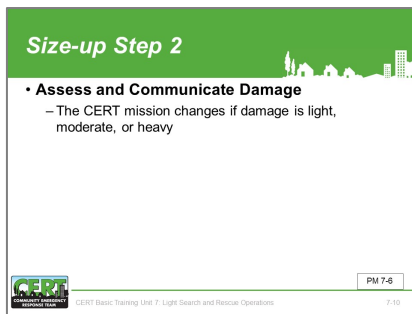 Size-up Step 2
• Assess and Communicate Damage
– The CERT mission changes if damage is light,
moderate, or heavy
PM 7-6
CERT
COMMUNITY EMERGENCY
RESPONSE TEAM
CERT Basic Training Unit 7: Light Search and Rescue Operations
7-10